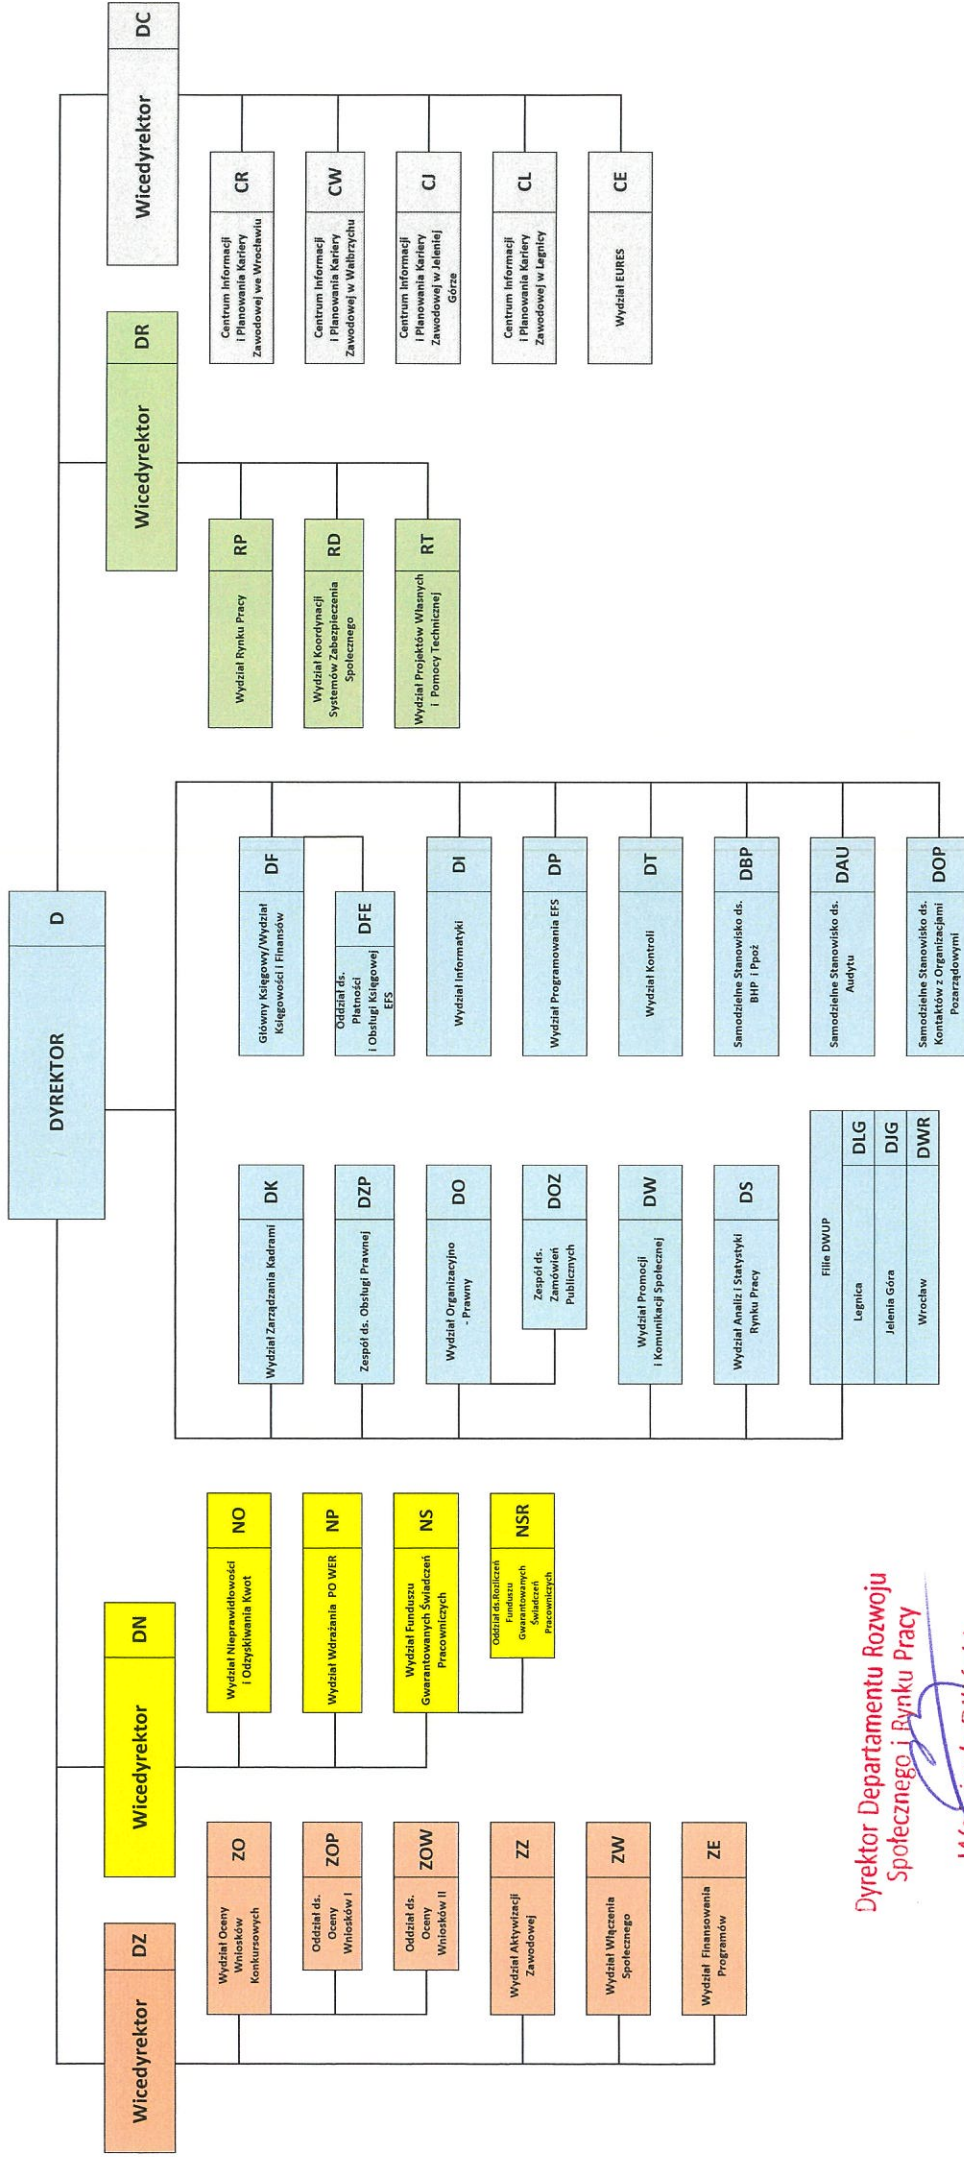 DYREKTOR
D
Wicedyrektor
DZ
Wydział Oceny
Wniosków
Konkursowych
ZO
Oddział ds.
Oceny
Wniosków I
ZOP
Oddział ds.
Oceny
Wniosków II
ZOW
Wydział Aktywizacji
Zawodowej
ZZ
Wydział Włączenia
Społecznego
ZW
Wydział Finansowania
Programów
ZE
Wicedyrektor
DN
Wydział Nieprawidłowości
i Odzyskiwania Kwot
NO
Wydział Wdrażania PO WER
NP
Wydział Funduszu
Gwarantowanych Świadczeń
Pracowniczych
NS
Oddział ds.Rozliczeń
Funduszu
Gwarantowanych
Świadczeń
Pracowniczych
NSR
Wydział Zarządzania Kadrami
DK
Zespół ds. Obsługi Prawnej
DZP
Wydział Organizacyjno
- Prawny
DO
Zespół ds.
Zamówień
Publicznych
DOZ
Wydział Promocji
i Komunikacji Społecznej
DW
Wydział Analiz i Statystyki
Rynku Pracy
DS
Filie DWUP
Legnica
DLG
Jelenia Góra
DJG
Wrocław
DWR
Główny Księgowy/Wydział
Księgowości i Finansów
DF
Oddział ds.
Płatności
i Obsługi Księgowej
EFS
DFE
Wydział Informatyki
DI
Wydział Programowania EFS
DP
Wydział Kontroli
DT
Samodzielne Stanowisko ds.
BHP i Ppoż
DBP
Samodzielne Stanowisko ds.
Audytu
DAU
Samodzielne Stanowisko ds.
Kontaktów z Organizacjami
Pozarządowymi
DOP
Wicedyrektor
DR
Wydział Rynku Pracy
RP
Wydział Koordynacji
Systemów Zabezpieczenia
Społecznego
RD
Wydział Projektów Własnych
i Pomocy Technicznej
RT
Wicedyrektor
DC
Centrum Informacji
i Planowania Kariery
Zawodowej we Wrocławiu
CR
Centrum Informacji
i Planowania Kariery
Zawodowej w Wałbrzychu
CW
Centrum Informacji
i Planowania Kariery
Zawodowej w Jeleniej
Górze
CJ
Centrum Informacji
i Planowania Kariery
Zawodowej w Legnicy
CL
Wydział EURES
CE
Dyrektor Departamentu Rozwoju
Społecznego i Rynku Pracy